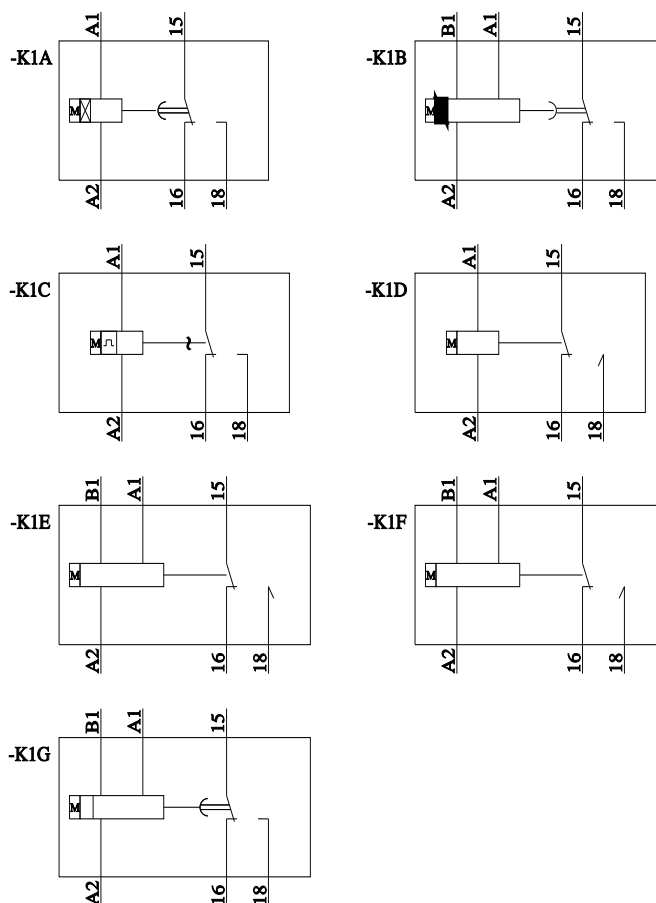 A1 15 B1 A1 15
-K1A -K1B
M M
A2 16 18 A2 16 18
A1 15 A1 15
-K1C -K1D
M M
A2 16 18 A2 16 18
B1 A1 15 B1 A1 15
-K1E -K1F
M M
A2 16 18 A2 16 18
B1 A1 15
-K1G
M
A2 16 18